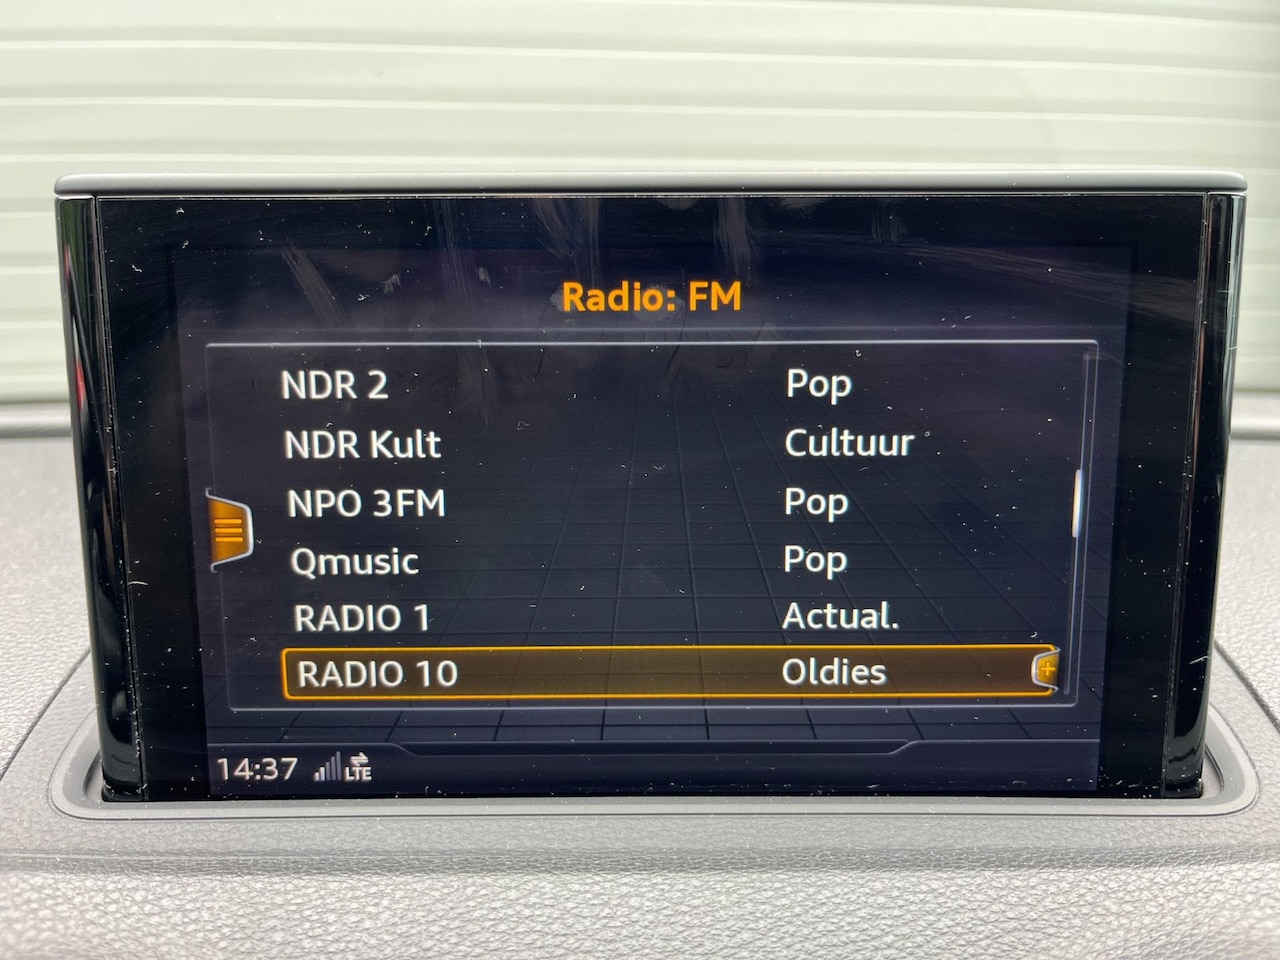 Radio: FM
NDR 2 Pop
NDR Kult Cultuur
NPO 3FM Pop
Qmusic Pop
RADIO 1 Actual.
RADIO 10 Oldies
14:37 LTE